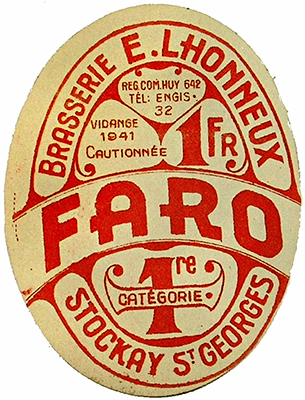 BRASSERIE E. LHONNEUX
REG.COM.HUY 642
TÉL: ENGIS·
32
VIDANGE
1941
CAUTIONNÉE
1 FR
FARO
1re
CATÉGORIE·
STOCKAY ST GEORGES